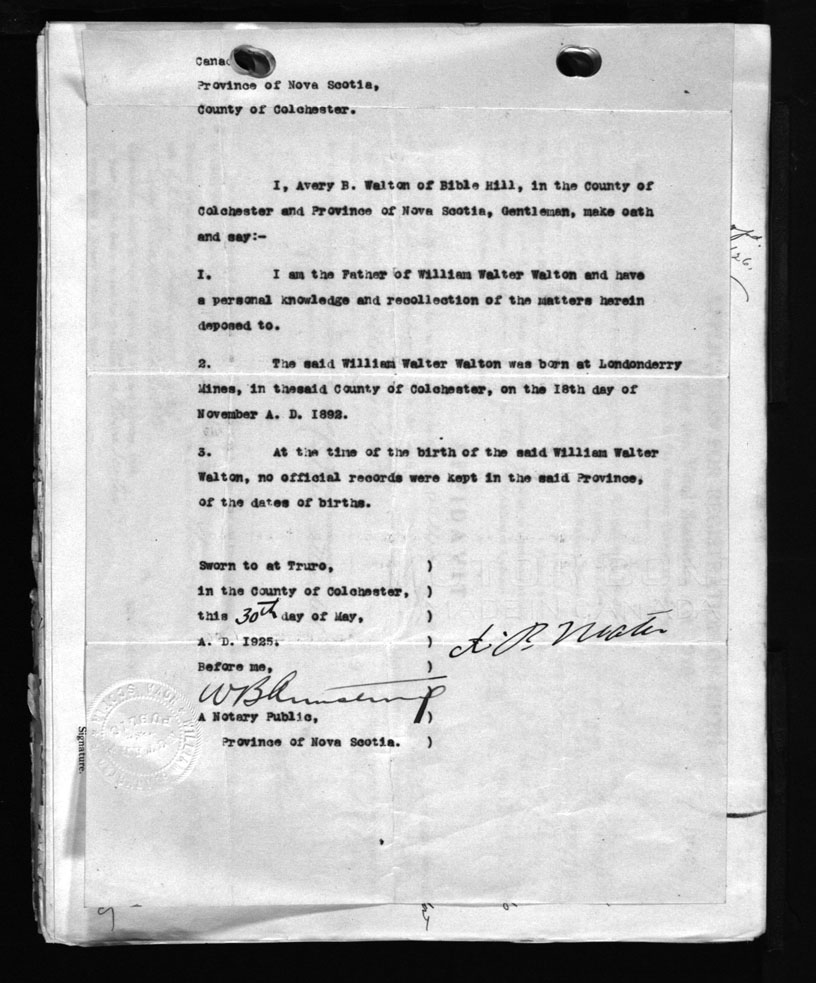 Cana
Province of Nova Scotia,
County of Colchester.
I, Avery B. Walton of Bible Hill, in the County of
Colchester and Province of Nova Scotia, Gentleman, make oath
and say:-
I. I am the Father of William Walter Walton and have
a personal knowledge and recollection of the matters herein
deposed to.
2. The said William Walter Walton was born at Londonderry
Mines, in thesaid County of Colchester, on the I8th day of
November A. D. I892.
3. At the time of the birth of the said William Walter
Walton, no official records were kept in the said Province,
of the dates of births.
Sworn to at Truro, )
in the County of Colchester, )
this 30th day of May, )
A. D. I925. )
Before me, )
W B Armstrong
A Notary Public, )
Province of Nova Scotia. )
Signature.
126.